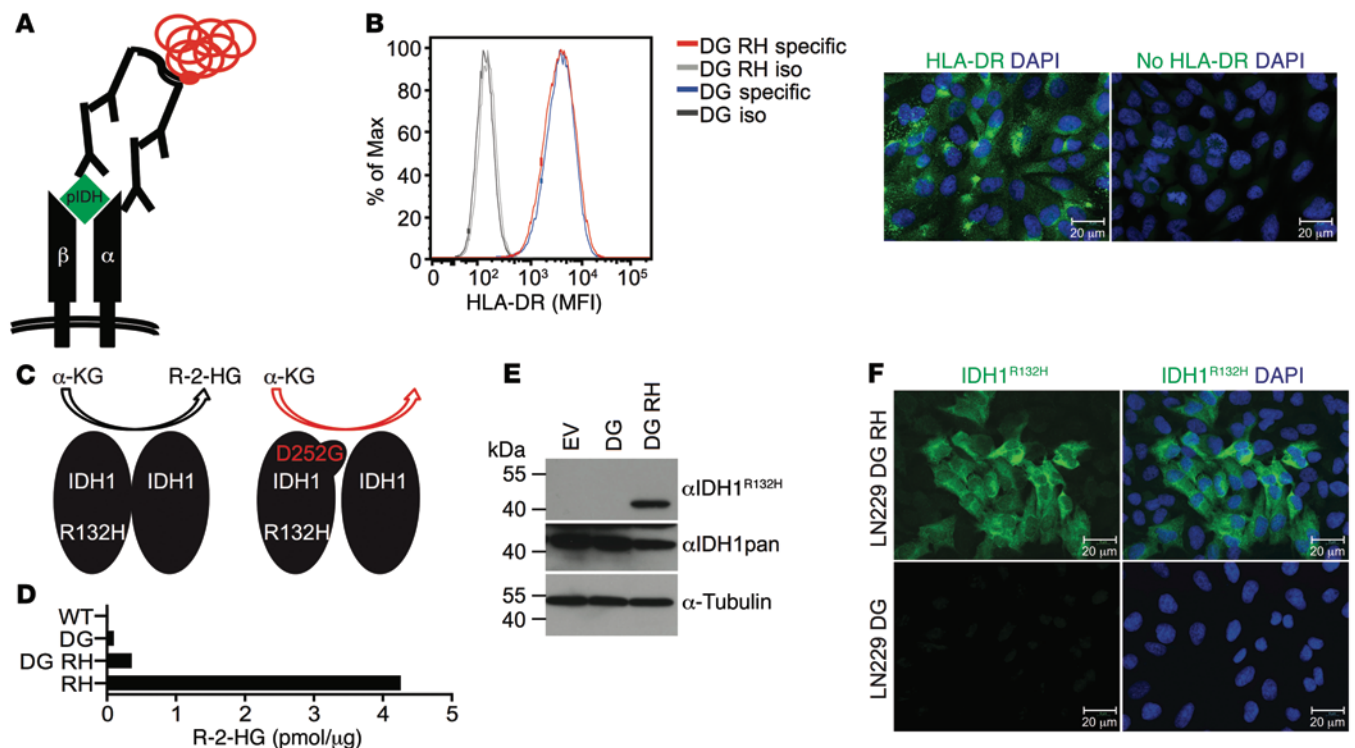 A
pIDH
β
α
B
% of Max
100
80
60
40
20
0
0
10²
10³
10⁴
10⁵
HLA-DR (MFI)
DG RH specific
DG RH iso
DG specific
DG iso
HLA-DR DAPI
No HLA-DR DAPI
20 μm
20 μm
C
α-KG
R-2-HG
α-KG
IDH1
R132H
IDH1
D252G
IDH1
R132H
IDH1
D
WT
DG
DG RH
RH
0
1
2
3
4
5
R-2-HG (pmol/μg)
E
EV
DG
DG RH
kDa
55
40
αIDH1ᴿ¹³²ᴴ
40
αIDH1pan
55
40
α-Tubulin
F
IDH1ᴿ¹³²ᴴ
IDH1ᴿ¹³²ᴴ DAPI
LN229 DG RH
20 μm
20 μm
LN229 DG
20 μm
20 μm